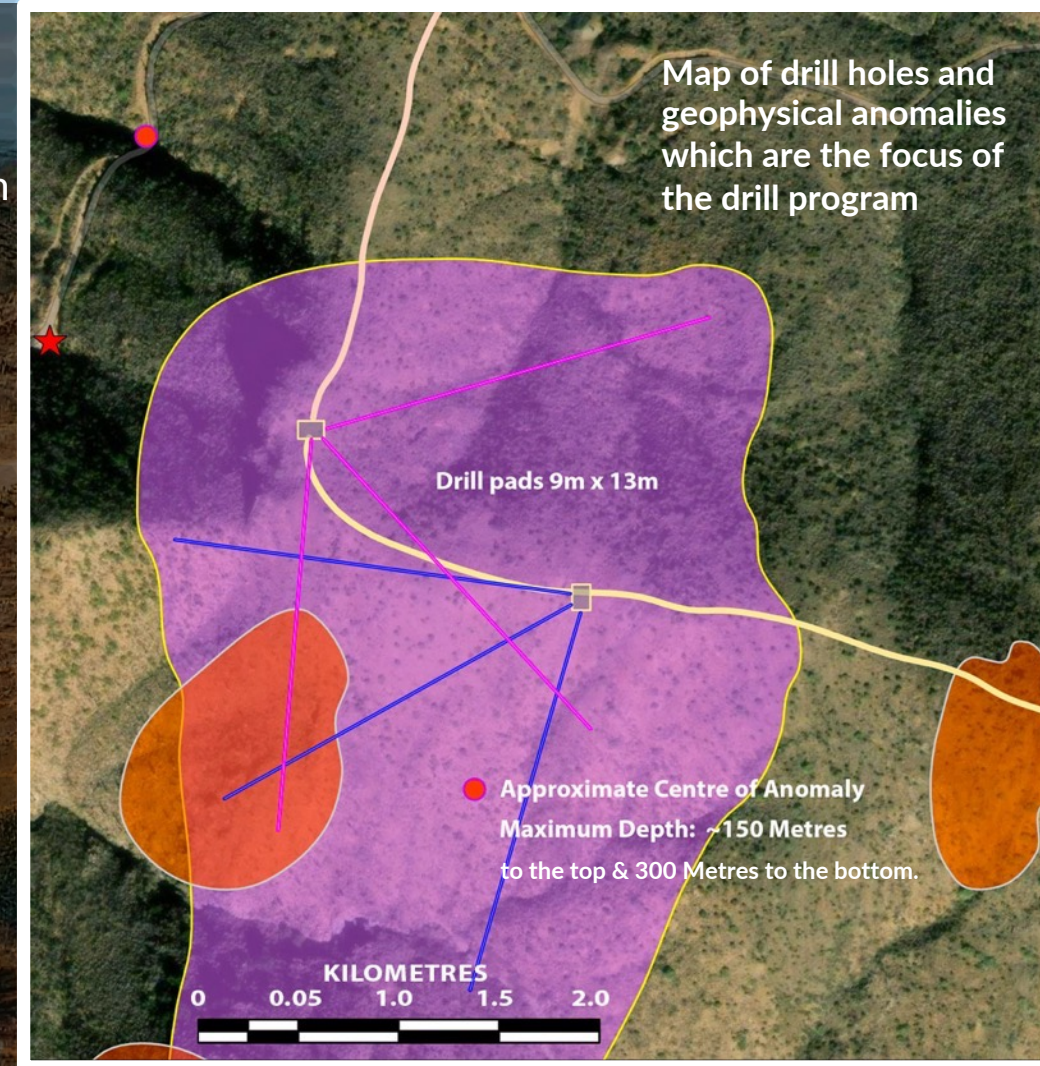 Map of drill holes and
geophysical anomalies
which are the focus of
the drill program
Drill pads 9m x 13m
Approximate Centre of Anomaly
Maximum Depth: ~150 Metres
to the top & 300 Metres to the bottom.
KILOMETRES
0 0.05 1.0 1.5 2.0